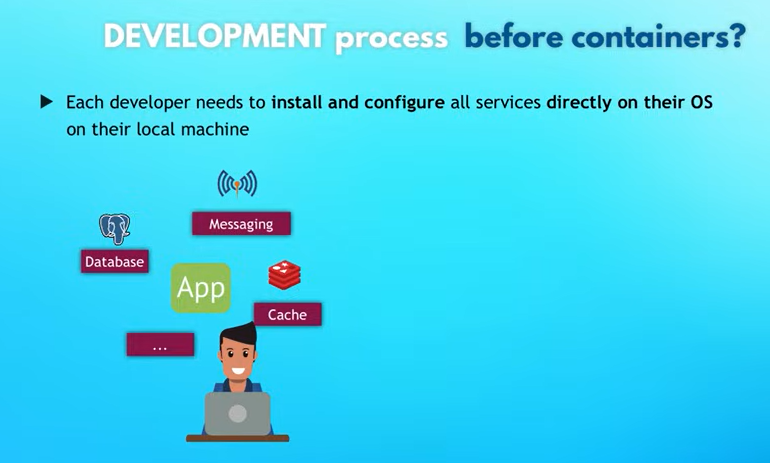 DEVELOPMENT process before containers?
Each developer needs to install and configure all services directly on their OS
on their local machine
Messaging
Database
App
Cache
...